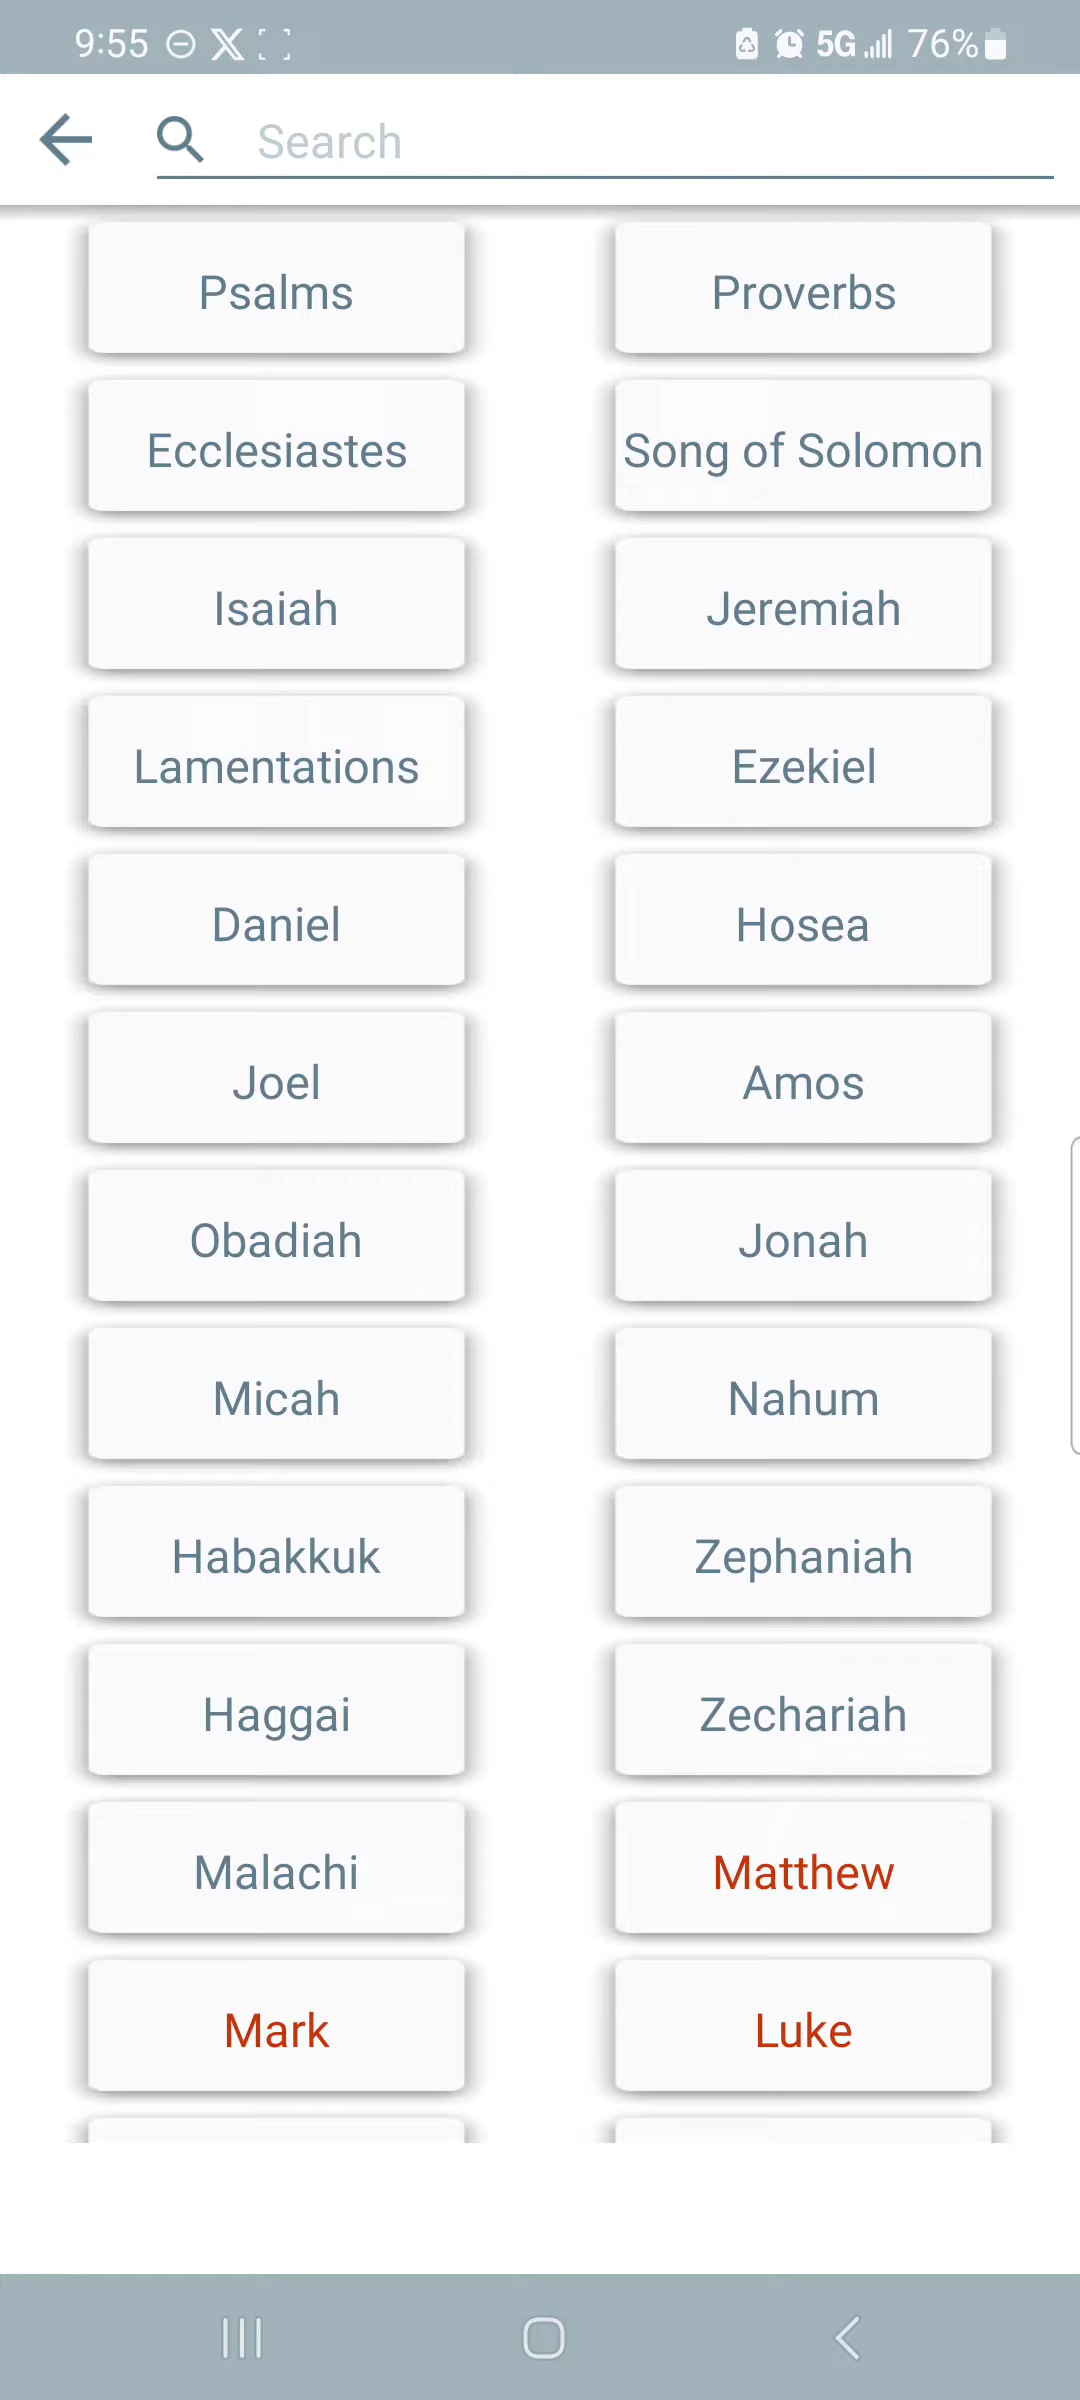 9:55 5G 76%
Search
Psalms Proverbs
Ecclesiastes Song of Solomon
Isaiah Jeremiah
Lamentations Ezekiel
Daniel Hosea
Joel Amos
Obadiah Jonah
Micah Nahum
Habakkuk Zephaniah
Haggai Zechariah
Malachi Matthew
Mark Luke